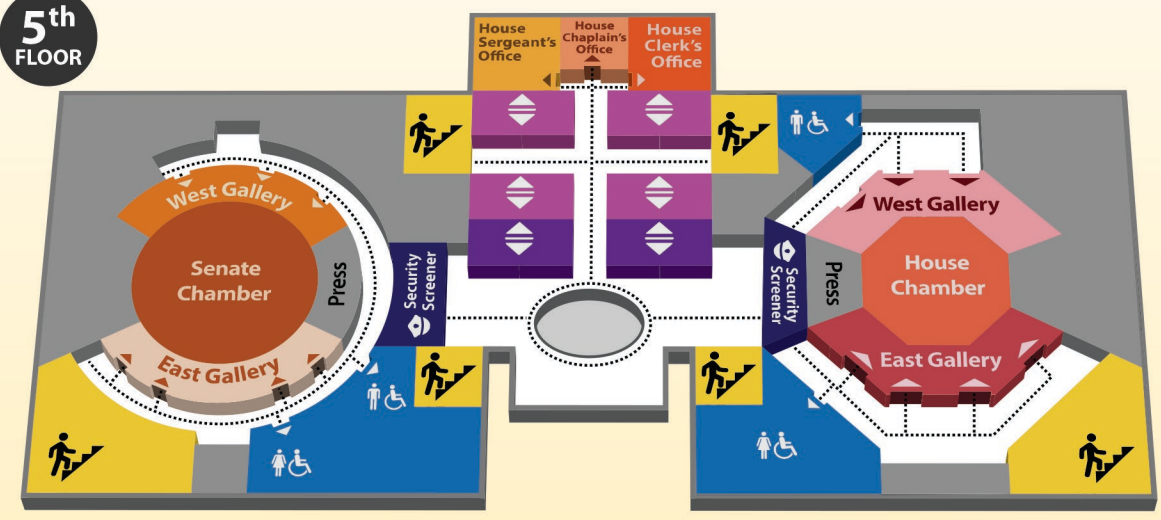 5th
FLOOR
House
Sergeant's
Office
House
Chaplain's
Office
House
Clerk's
Office
West Gallery
Senate
Chamber
Press
East Gallery
Security
Screener
Security
Screener
Press
West Gallery
House
Chamber
East Gallery